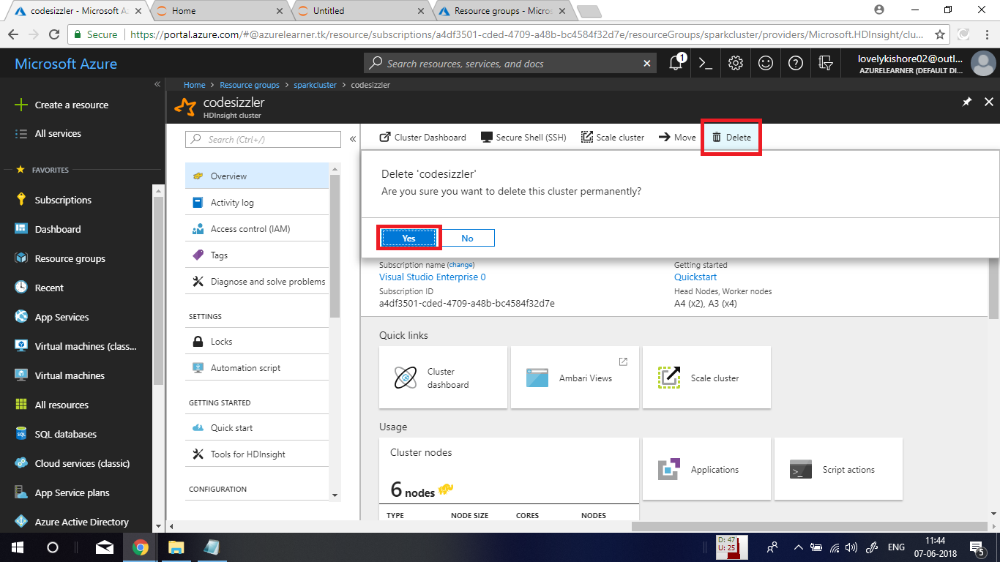 codesizzler - Microsoft Az
Home
Untitled
Resource groups - Micros
Secure
https://portal.azure.com/#@azurelearner.tk/resource/subscriptions/a4df3501-cded-4709-a48b-bc4584f32d7e/resourceGroups/sparkcluster/providers/Microsoft.HDInsight/clu...
Microsoft Azure
Search resources, services, and docs
1
lovelykishore02@outl...
AZURELEARNER (DEFAULT DI...
Home > Resource groups > sparkcluster > codesizzler
codesizzler
HDInsight cluster
Create a resource
All services
FAVORITES
Subscriptions
Dashboard
Resource groups
Recent
App Services
Virtual machines (class...
Virtual machines
All resources
SQL databases
Cloud services (classic)
App Service plans
Azure Active Directory
Search (Ctrl+/)
Overview
Activity log
Access control (IAM)
Tags
Diagnose and solve problems
SETTINGS
Locks
Automation script
GETTING STARTED
Quick start
Tools for HDInsight
CONFIGURATION
Cluster Dashboard
Secure Shell (SSH)
Scale cluster
Move
Delete
Delete 'codesizzler'
Are you sure you want to delete this cluster permanently?
Yes
No
Subscription name (change)
Visual Studio Enterprise 0
Subscription ID
a4df3501-cded-4709-a48b-bc4584f32d7e
Getting started
Quickstart
Head Nodes, Worker nodes
A4 (x2), A3 (x4)
Quick links
Cluster
dashboard
Ambari Views
Scale cluster
Usage
Cluster nodes
6 nodes
TYPE NODE SIZE CORES NODES
Applications
Script actions
D: 47
U: 25
ENG
11:44
07-06-2018
5